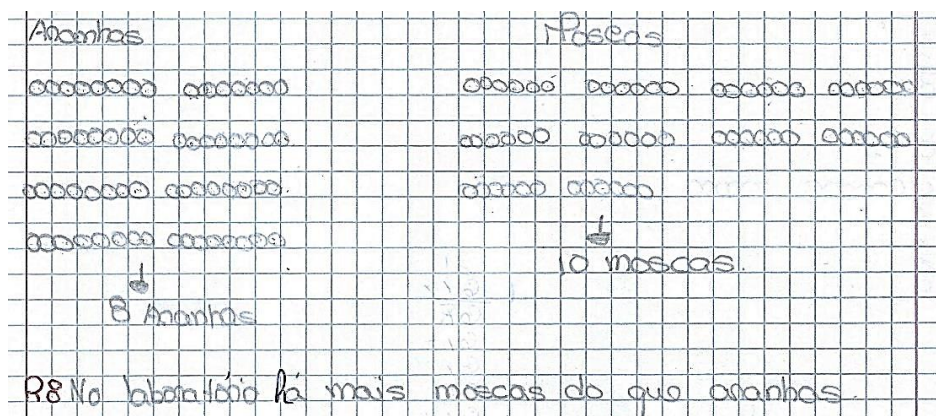 Aranhas
Moscas
10 moscas.
8 Aranhas
R8 No laboratório há mais moscas do que aranhas.